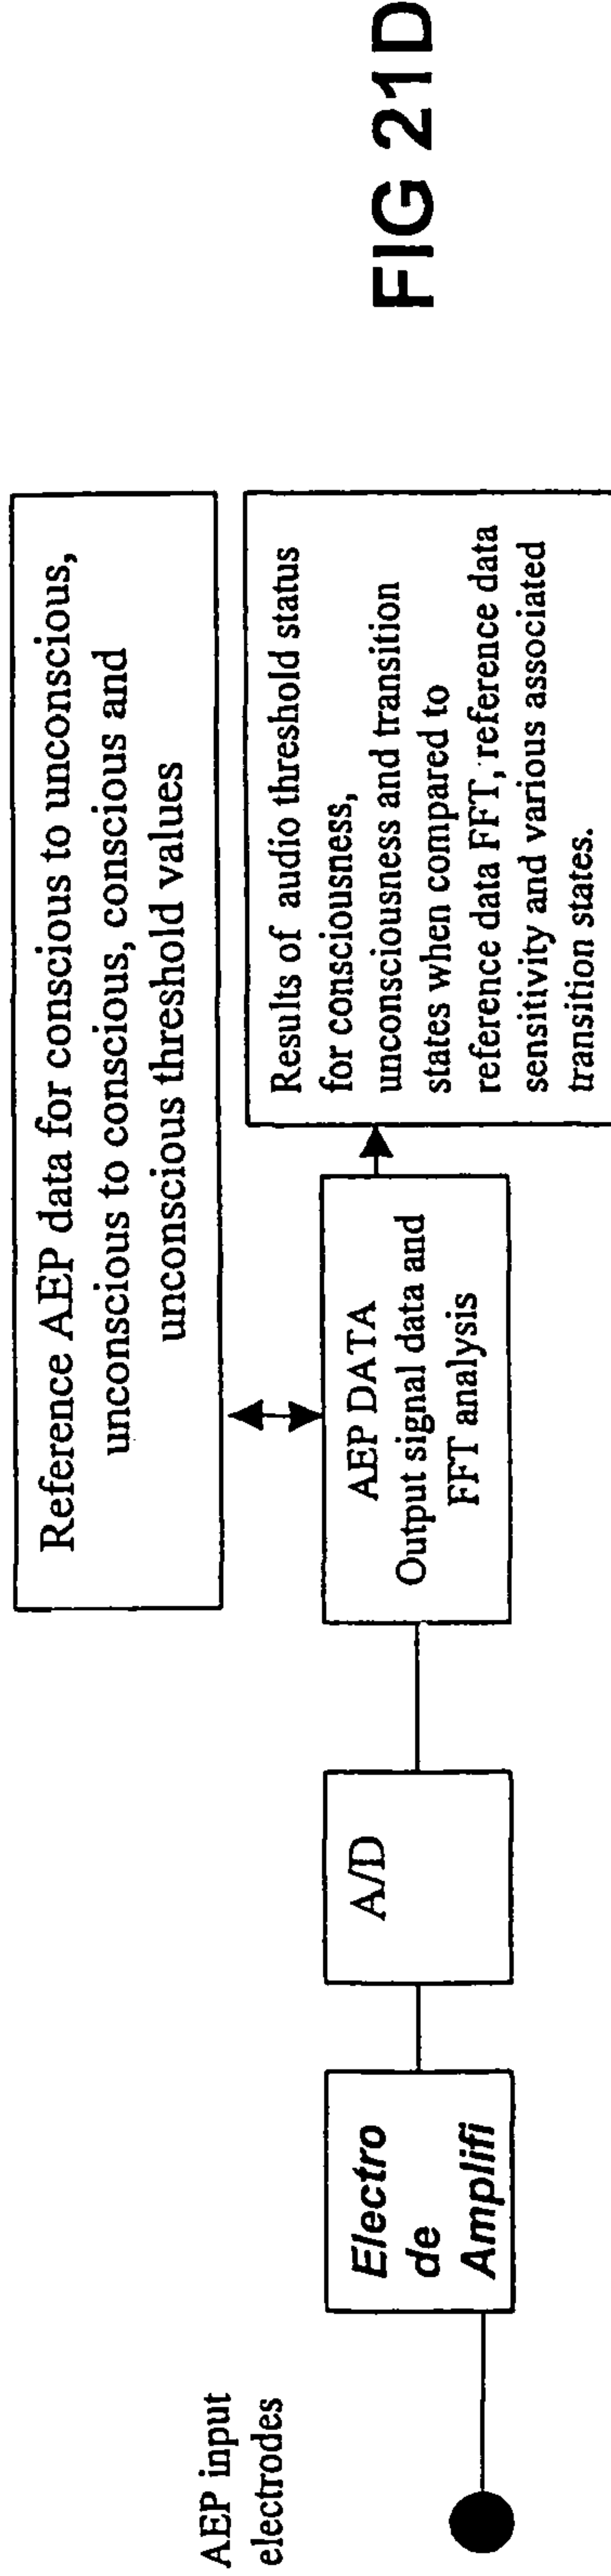 Reference AEP data for conscious to unconscious,
unconscious to conscious, conscious and
unconscious threshold values
AEP input
electrodes
Electro
de
Amplifi
A/D
AEP DATA
Output signal data and
FFT analysis
Results of audio threshold status
for consciousness,
unconsciousness and transition
states when compared to
reference data FFT, reference data
sensitivity and various associated
transition states.
FIG 21D